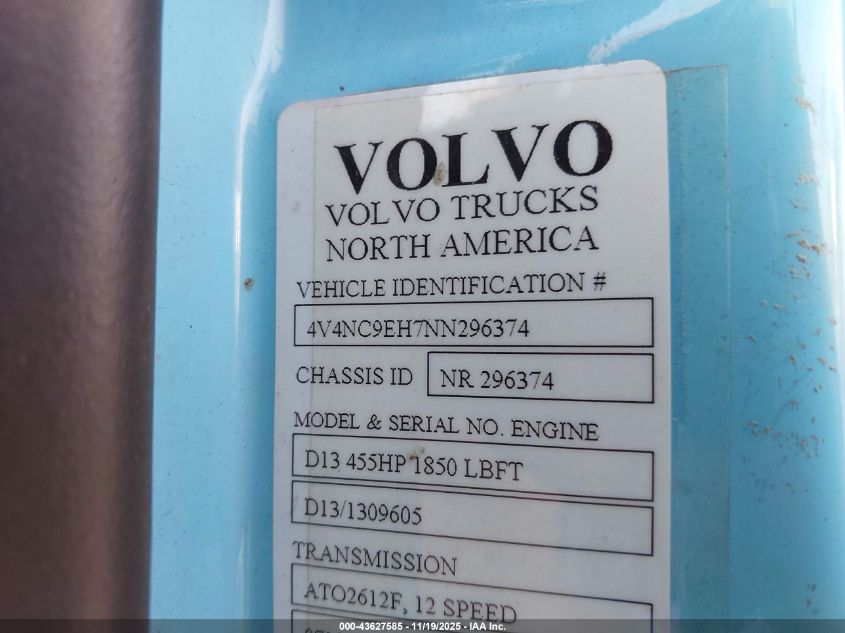 VOLVO
VOLVO TRUCKS
NORTH AMERICA
VEHICLE IDENTIFICATION #
4V4NC9EH7NN296374
CHASSIS ID NR 296374
MODEL & SERIAL NO. ENGINE
D13 455HP 1850 LBFT
D13/1309605
TRANSMISSION
ATO2612F, 12 SPEED
000-43627585 - 11/19/2025 - IAA Inc.